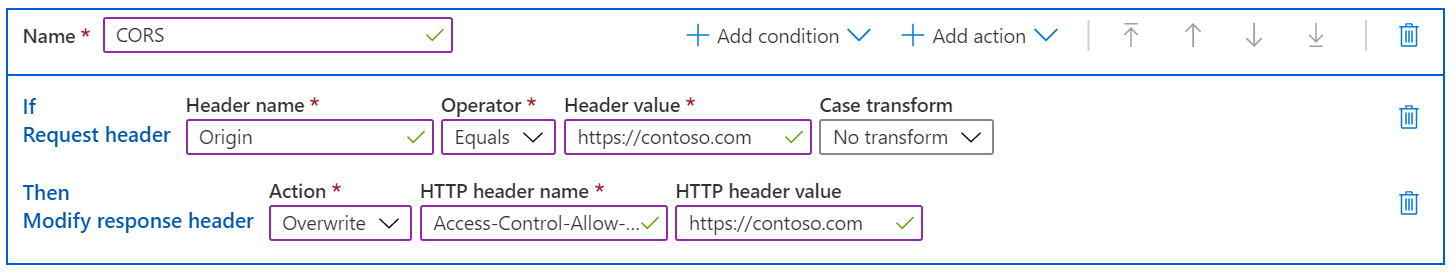 Name * CORS Add condition Add action
If
Request header
Header name * Operator * Header value * Case transform
Origin Equals https://contoso.com No transform
Then
Modify response header
Action * HTTP header name * HTTP header value
Overwrite Access-Control-Allow-... https://contoso.com